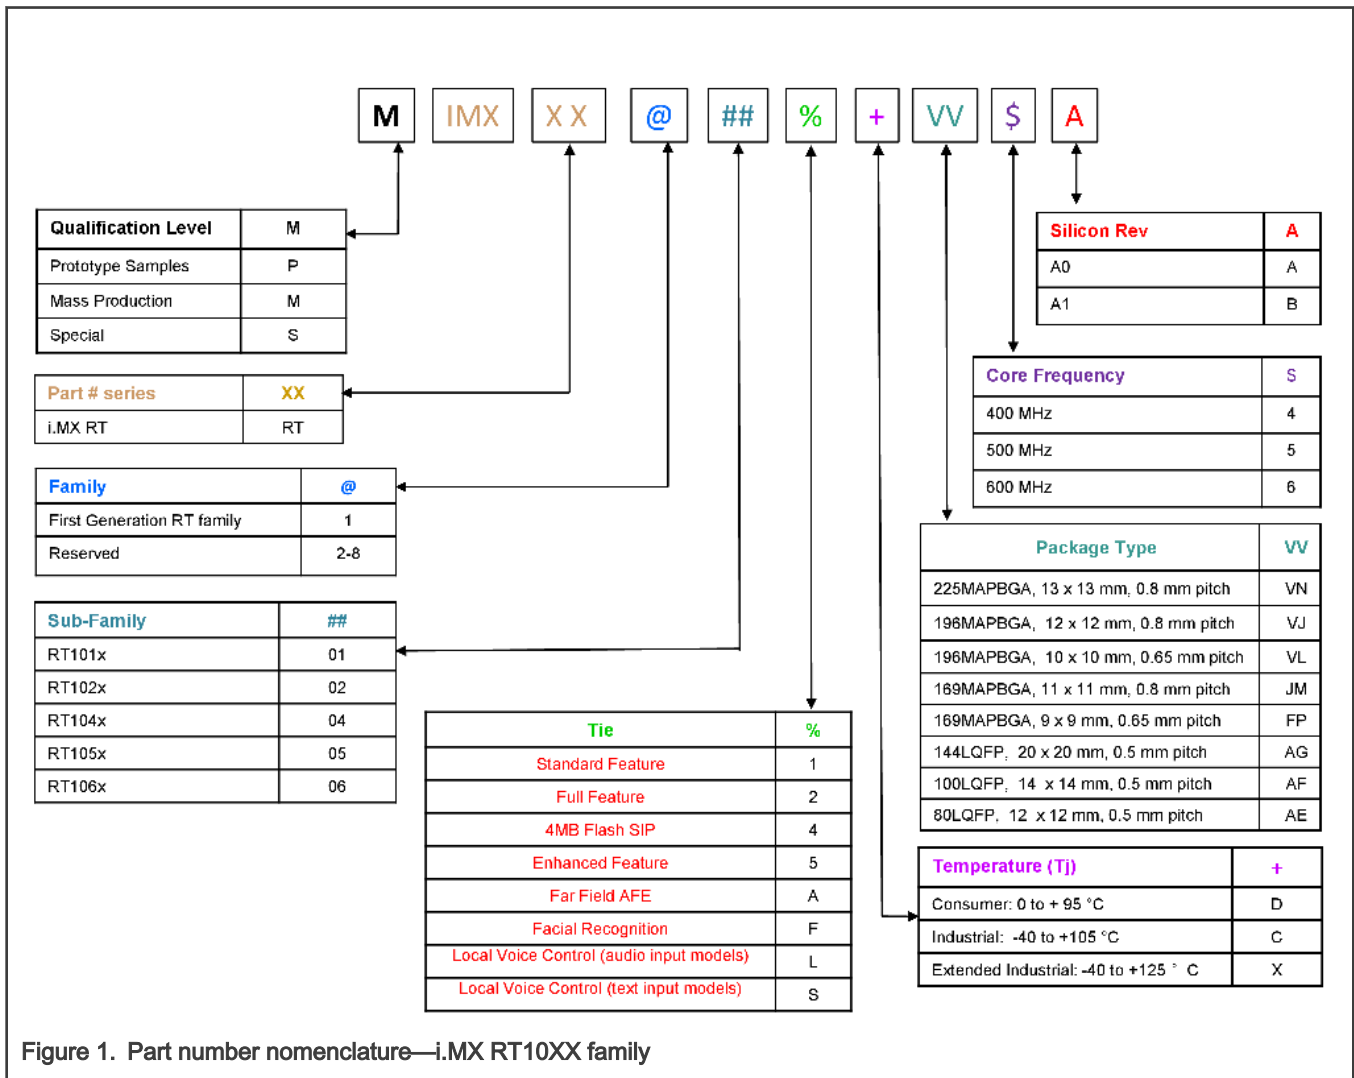 M IMX X X @ ## % + VV $ A
Qualification Level M
Prototype Samples P
Mass Production M
Special S
Part # series XX
i.MX RT RT
Family @
First Generation RT family 1
Reserved 2-8
Sub-Family ##
RT101x 01
RT102x 02
RT104x 04
RT105x 05
RT106x 06
Tie %
Standard Feature 1
Full Feature 2
4MB Flash SIP 4
Enhanced Feature 5
Far Field AFE A
Facial Recognition F
Local Voice Control (audio input models) L
Local Voice Control (text input models) S
Silicon Rev A
A0 A
A1 B
Core Frequency S
400 MHz 4
500 MHz 5
600 MHz 6
Package Type VV
225MAPBGA, 13 x 13 mm, 0.8 mm pitch VN
196MAPBGA, 12 x 12 mm, 0.8 mm pitch VJ
196MAPBGA, 10 x 10 mm, 0.65 mm pitch VL
169MAPBGA, 11 x 11 mm, 0.8 mm pitch JM
169MAPBGA, 9 x 9 mm, 0.65 mm pitch FP
144LQFP, 20 x 20 mm, 0.5 mm pitch AG
100LQFP, 14 x 14 mm, 0.5 mm pitch AF
80LQFP, 12 x 12 mm, 0.5 mm pitch AE
Temperature (Tj) +
Consumer: 0 to + 95 °C D
Industrial: -40 to +105 °C C
Extended Industrial: -40 to +125 ° C X
Figure 1. Part number nomenclature—i.MX RT10XX family